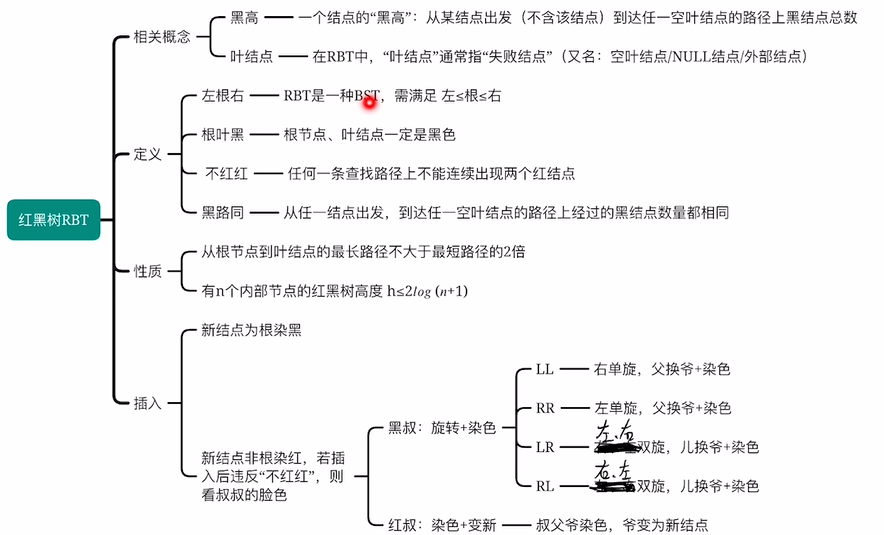 红黑树RBT
相关概念
黑高 一个结点的“黑高”：从某结点出发（不含该结点）到达任一空叶结点的路径上黑结点总数
叶结点 在RBT中，“叶结点”通常指“失败结点”（又名：空叶结点/NULL结点/外部结点）
定义
左根右 RBT是一种BST，需满足 左≤根≤右
根叶黑 根节点、叶结点一定是黑色
不红红 任何一条查找路径上不能连续出现两个红结点
黑路同 从任一结点出发，到达任一空叶结点的路径上经过的黑结点数量都相同
性质
从根节点到叶结点的最长路径不大于最短路径的2倍
有n个内部节点的红黑树高度 h≤2log (n+1)
插入
新结点为根染黑
新结点非根染红，若插
入后违反“不红红”，则
看叔叔的脸色
黑叔：旋转+染色
LL 右单旋，父换爷+染色
RR 左单旋，父换爷+染色
左、右
LR 双旋，儿换爷+染色
右、左
RL 双旋，儿换爷+染色
红叔：染色+变新 叔父爷染色，爷变为新结点